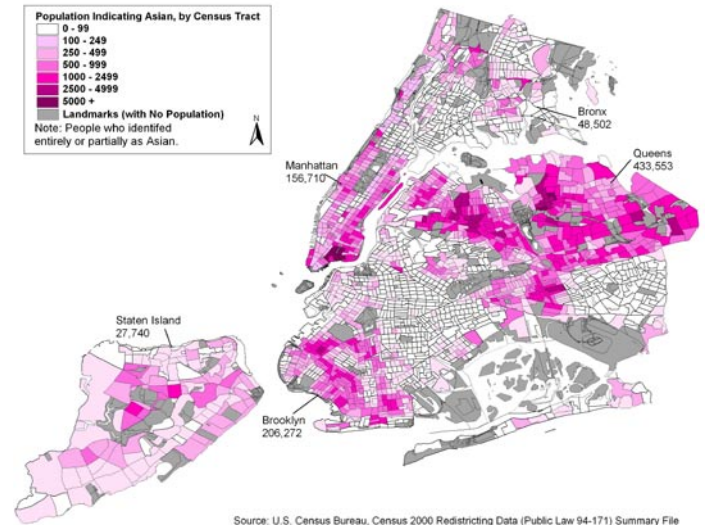 Population Indicating Asian, by Census Tract
0 - 99
100 - 249
250 - 499
500 - 999
1000 - 2499
2500 - 4999
5000 +
Landmarks (with No Population)
Note: People who identifed
entirely or partially as Asian.
N
Bronx
48,502
Queens
433,553
Manhattan
156,710
Staten Island
27,740
Brooklyn
206,272
Source: U.S. Census Bureau, Census 2000 Redistricting Data (Public Law 94-171) Summary File